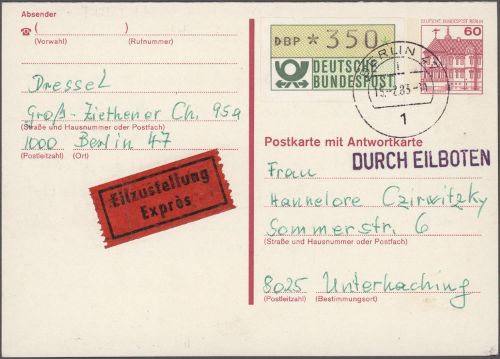 Absender
☎ ( )
(Vorwahl) (Rufnummer)
Dressel
Groß-Ziethener Ch. 95a
(Straße und Hausnummer oder Postfach)
1000 Berlin 47
(Postleitzahl) (Ort)
Eilzustellung
Exprès
DBP *350
DEUTSCHE
BUNDESPOST
DEUTSCHE BUNDESPOST BERLIN
60
BERLIN
1
Postkarte mit Antwortkarte
DURCH EILBOTEN
Frau
Hannelore Czirwitzky
Sommerstr. 6
(Straße und Hausnummer oder Postfach)
8025 Unterhaching
(Postleitzahl) (Bestimmungsort)